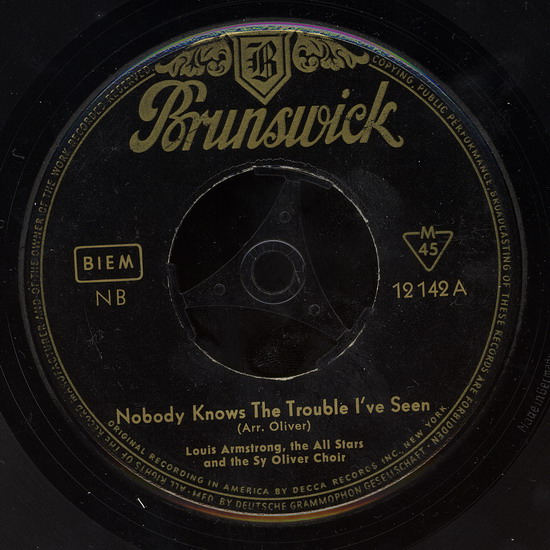 B
Brunswick
BIEM
NB
M
45
12 142 A
Nobody Knows The Trouble I've Seen
(Arr. Oliver)
Louis Armstrong, the All Stars
and the Sy Oliver Choir
ORIGINAL RECORDING IN AMERICA BY DECCA RECORDS INC., NEW YORK
MFD. BY DEUTSCHE GRAMMOPHON GESELLSCHAFT · ALL RIGHTS OF THE RECORD MANUFACTURER AND OF THE OWNER OF THE WORK RECORDED RESERVED.
COPYING, PUBLIC PERFORMANCE, BROADCASTING OF THESE RECORDS ARE FORBIDDEN.
Made in Germany